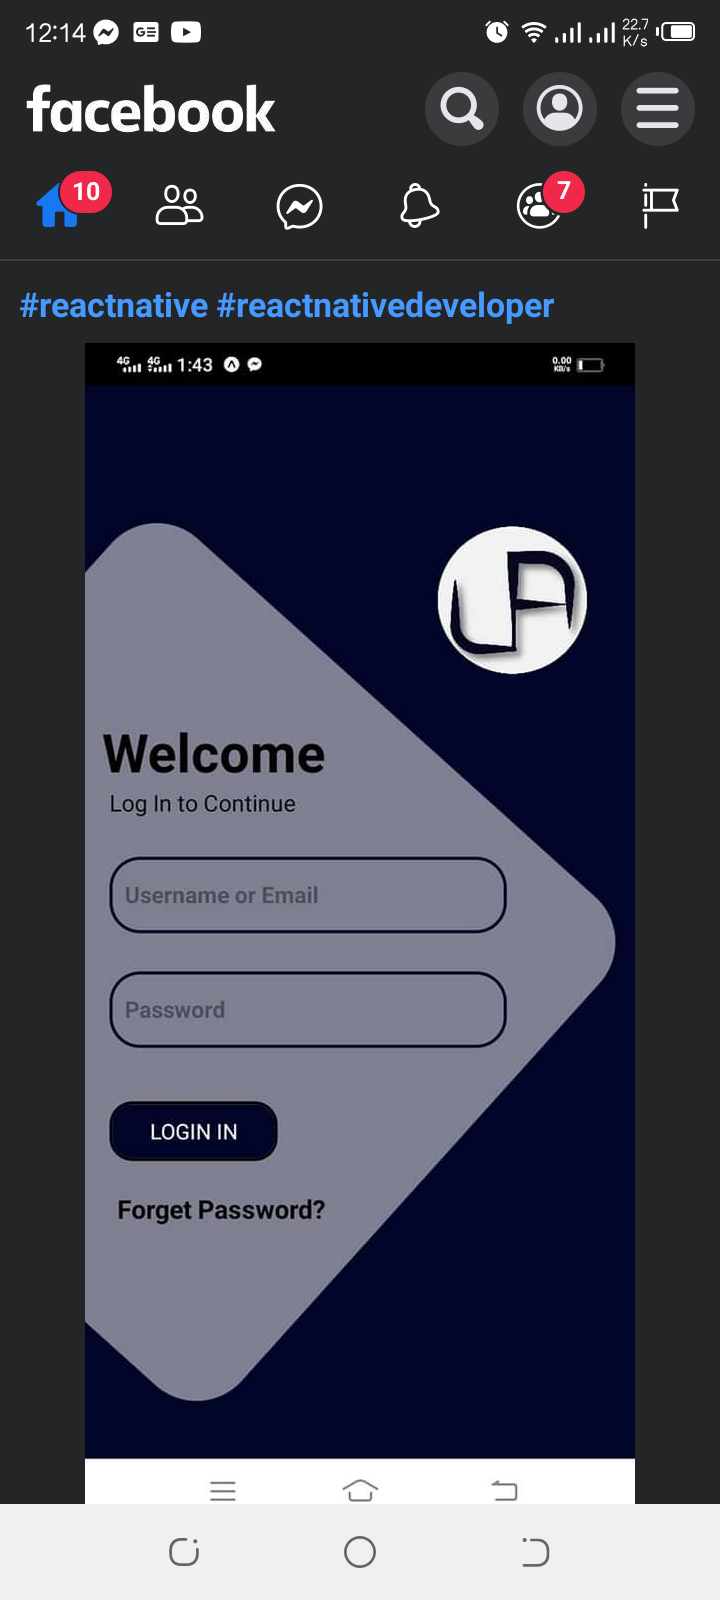 12:14 GE 22.7 K/s
facebook
10 7
#reactnative #reactnativedeveloper
4G 4G 1:43 0.00 KB/s
Welcome
Log In to Continue
Username or Email
Password
LOGIN IN
Forget Password?